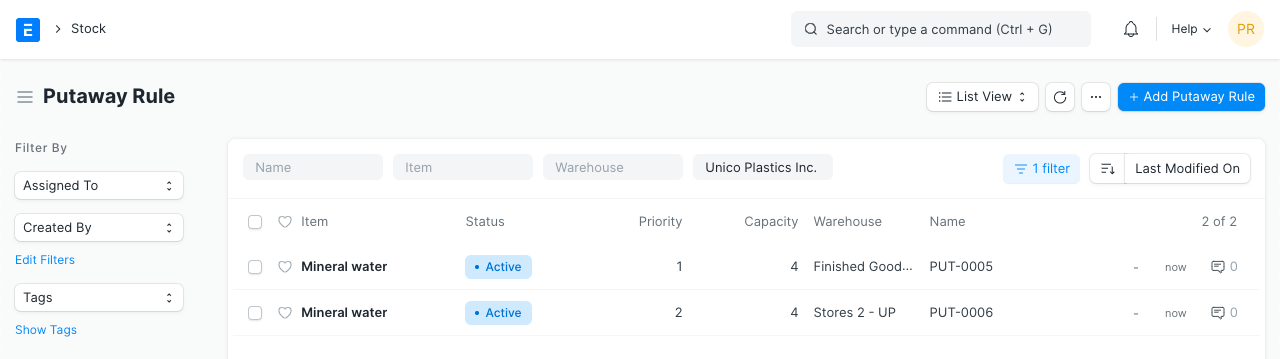 Stock
Search or type a command (Ctrl + G)
Help
PR
Putaway Rule
List View
...
+ Add Putaway Rule
Filter By
Assigned To
Created By
Edit Filters
Tags
Show Tags
Name Item Warehouse Unico Plastics Inc. 1 filter Last Modified On
Item Status Priority Capacity Warehouse Name 2 of 2
Mineral water Active 1 4 Finished Good... PUT-0005 - now 0
Mineral water Active 2 4 Stores 2 - UP PUT-0006 - now 0